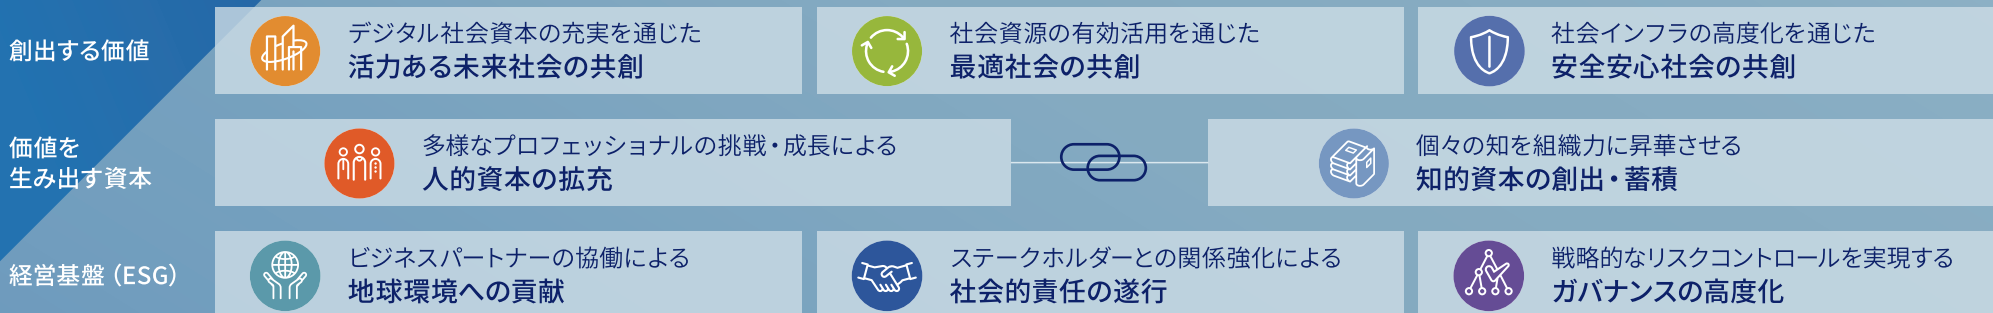 創出する価値
デジタル社会資本の充実を通じた
活力ある未来社会の共創
社会資源の有効活用を通じた
最適社会の共創
社会インフラの高度化を通じた
安全安心社会の共創
価値を
生み出す資本
多様なプロフェッショナルの挑戦・成長による
人的資本の拡充
個々の知を組織力に昇華させる
知的資本の創出・蓄積
経営基盤（ESG）
ビジネスパートナーの協働による
地球環境への貢献
ステークホルダーとの関係強化による
社会的責任の遂行
戦略的なリスクコントロールを実現する
ガバナンスの高度化